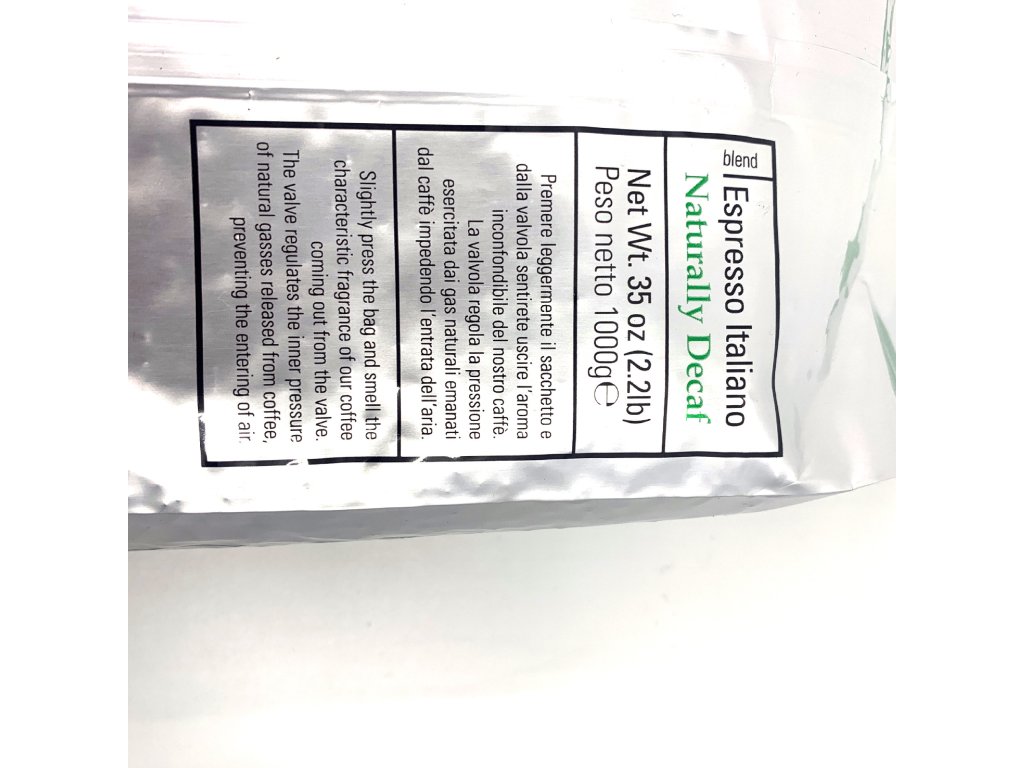 blend
Espresso Italiano
Naturally Decaf
Net Wt. 35 oz (2.2lb)
Peso netto 1000g℮
Premere leggermente il sacchetto e
dalla valvola sentirete uscire l'aroma
inconfondibile del nostro caffè.
La valvola regola la pressione
esercitata dai gas naturali emanati
dal caffè impedendo l'entrata dell'aria.
Slightly press the bag and smell the
characteristic fragrance of our coffee
coming out from the valve.
The valve regulates the inner pressure
of natural gasses released from coffee,
preventing the entering of air.